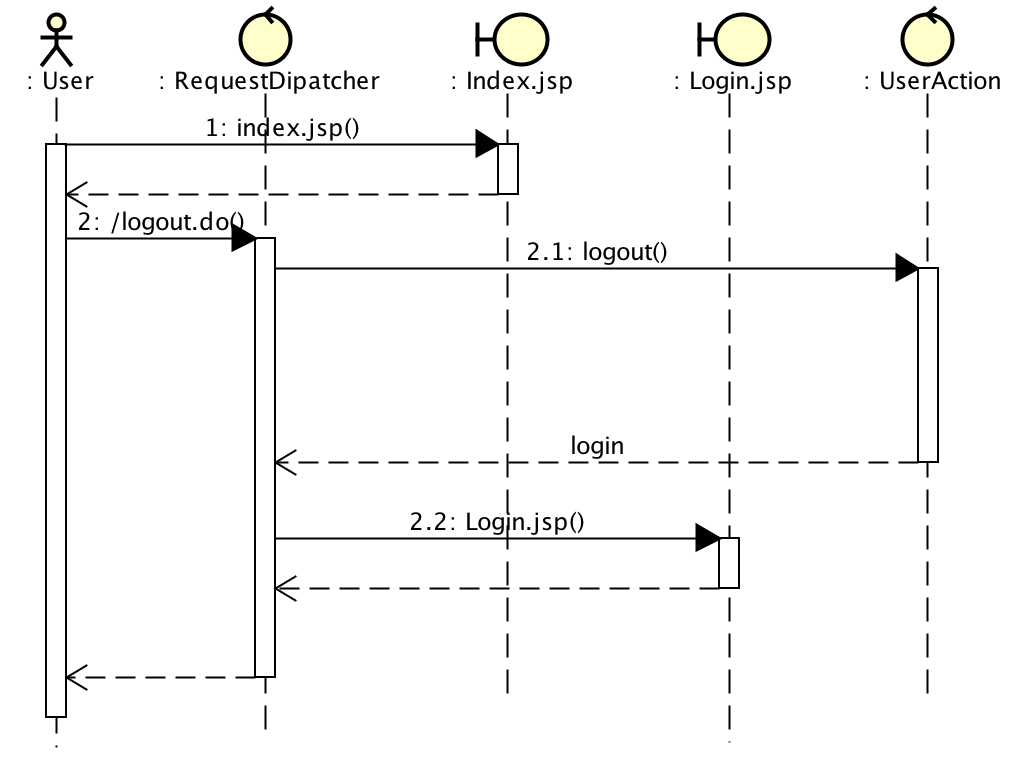 : User
: RequestDipatcher
: Index.jsp
: Login.jsp
: UserAction
1: index.jsp()
2: /logout.do()
2.1: logout()
login
2.2: Login.jsp()